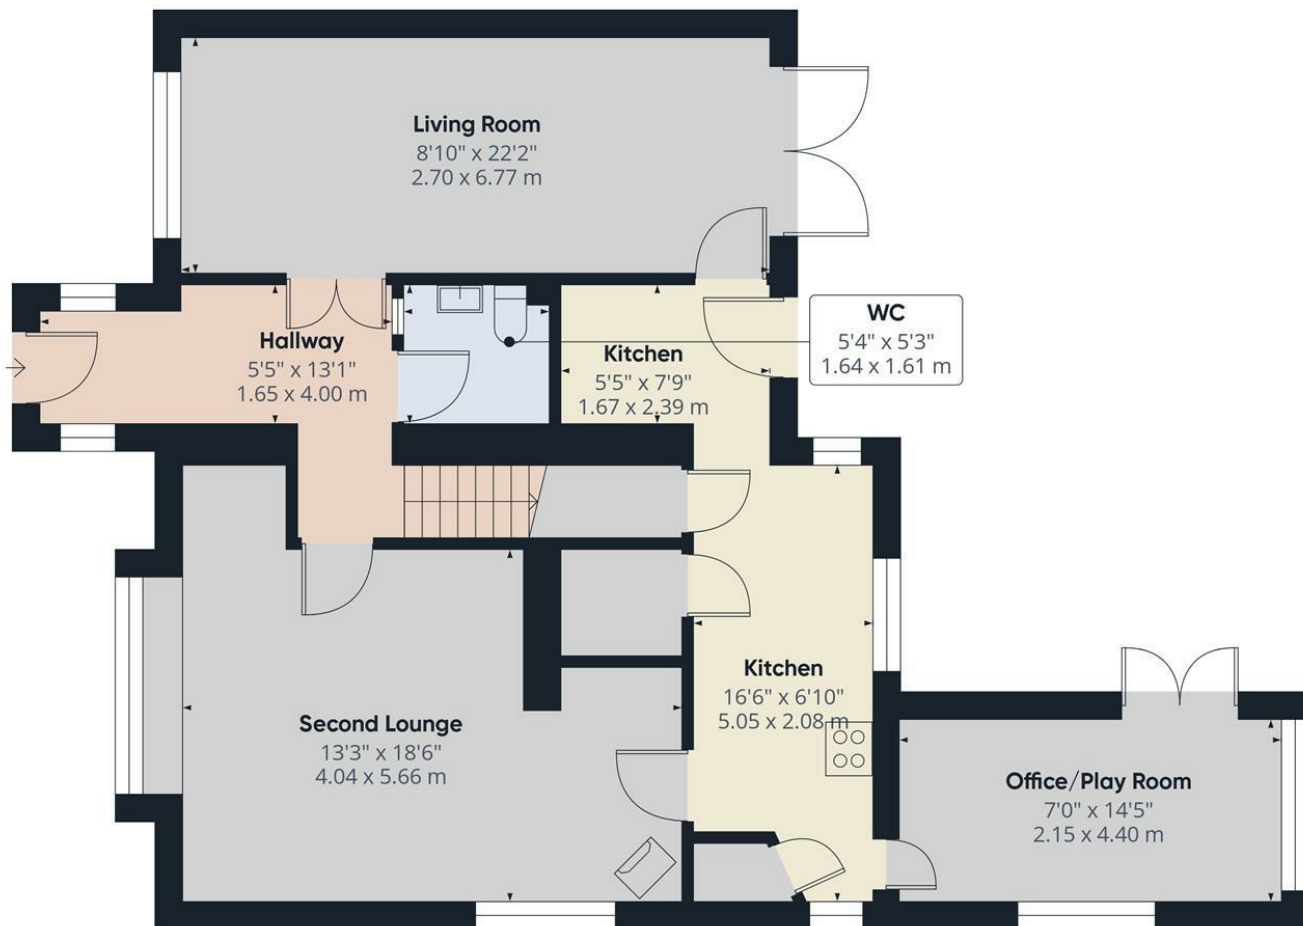 Living Room
8'10" x 22'2"
2.70 x 6.77 m
Hallway
5'5" x 13'1"
1.65 x 4.00 m
WC
5'4" x 5'3"
1.64 x 1.61 m
Kitchen
5'5" x 7'9"
1.67 x 2.39 m
Kitchen
16'6" x 6'10"
5.05 x 2.08 m
Second Lounge
13'3" x 18'6"
4.04 x 5.66 m
Office/Play Room
7'0" x 14'5"
2.15 x 4.40 m